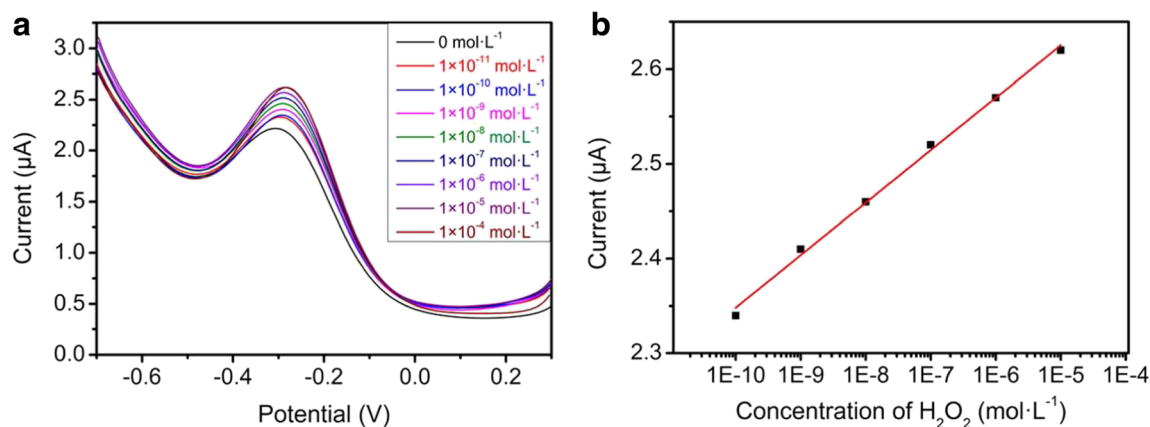 a
Current (μA)
3.0
2.5
2.0
1.5
1.0
0.5
0.0
-0.6
-0.4
-0.2
0.0
0.2
Potential (V)
0 mol·L⁻¹
1×10⁻¹¹ mol·L⁻¹
1×10⁻¹⁰ mol·L⁻¹
1×10⁻⁹ mol·L⁻¹
1×10⁻⁸ mol·L⁻¹
1×10⁻⁷ mol·L⁻¹
1×10⁻⁶ mol·L⁻¹
1×10⁻⁵ mol·L⁻¹
1×10⁻⁴ mol·L⁻¹
b
Current (μA)
2.6
2.5
2.4
2.3
1E-10
1E-9
1E-8
1E-7
1E-6
1E-5
1E-4
Concentration of H₂O₂ (mol·L⁻¹)